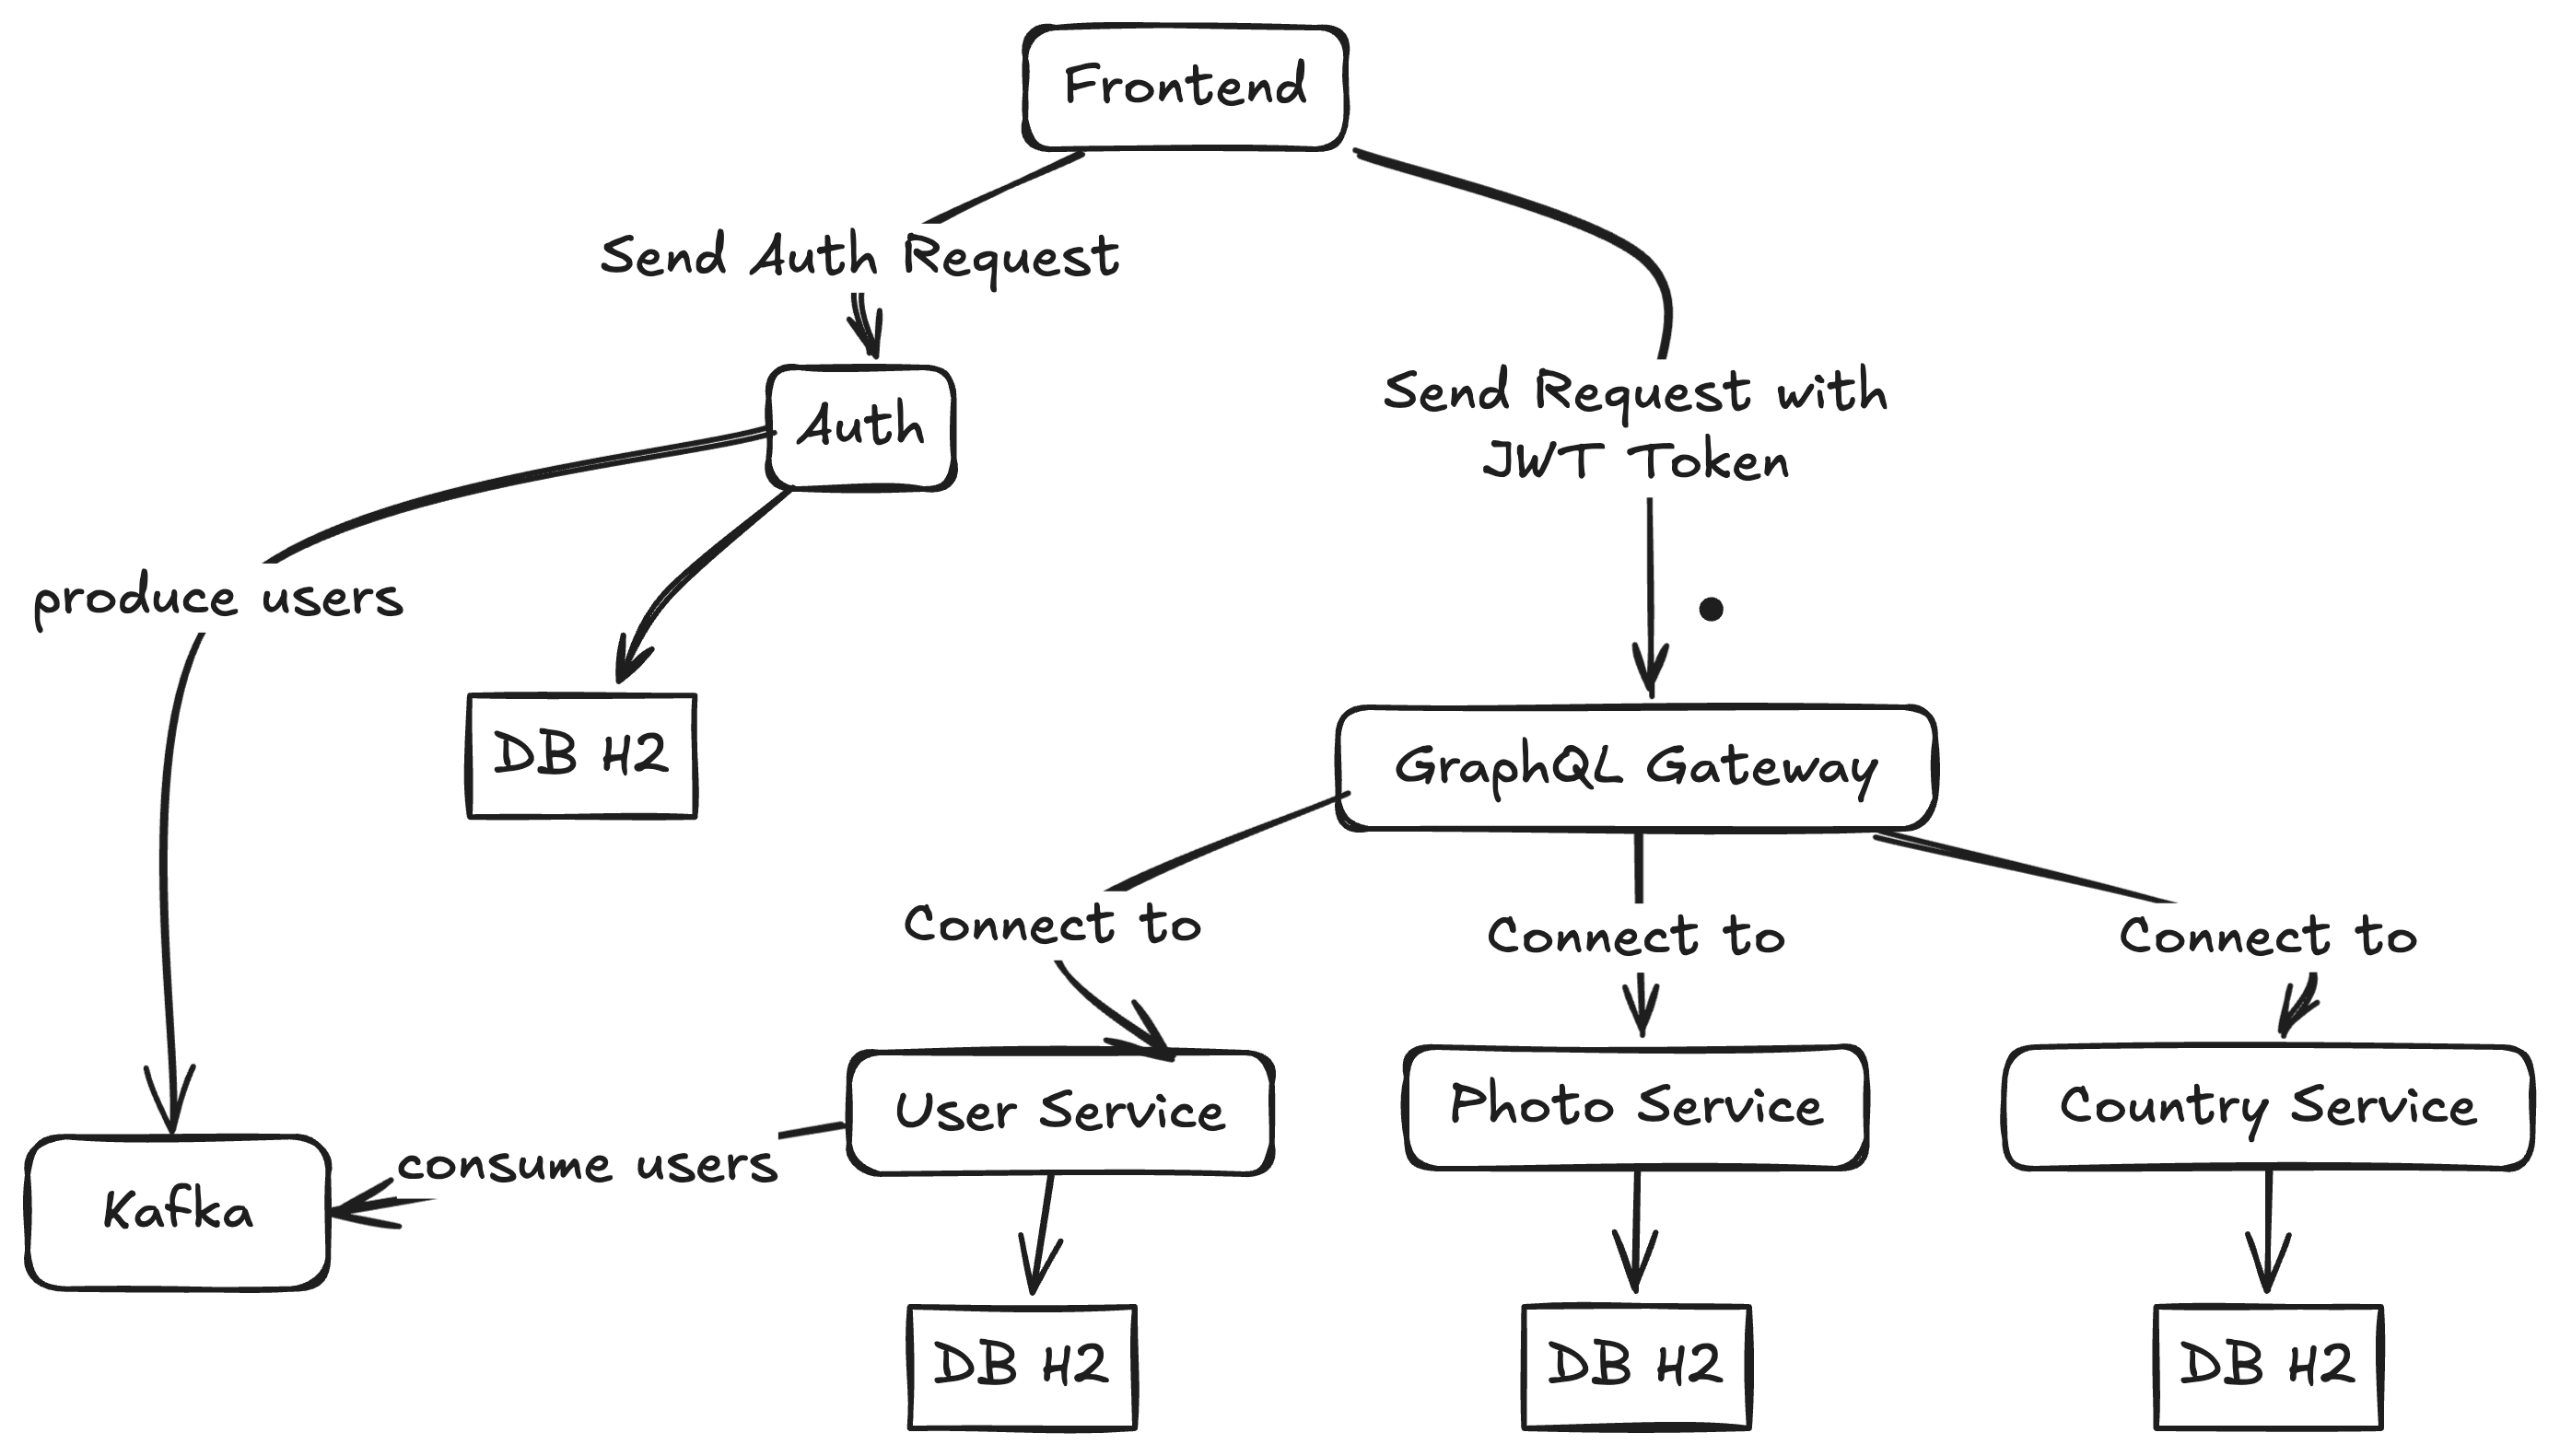 Frontend
Send Auth Request
Send Request with
JWT Token
Auth
produce users
DB H2
GraphQL Gateway
Connect to
Connect to
Connect to
User Service
Photo Service
Country Service
consume users
Kafka
DB H2
DB H2
DB H2